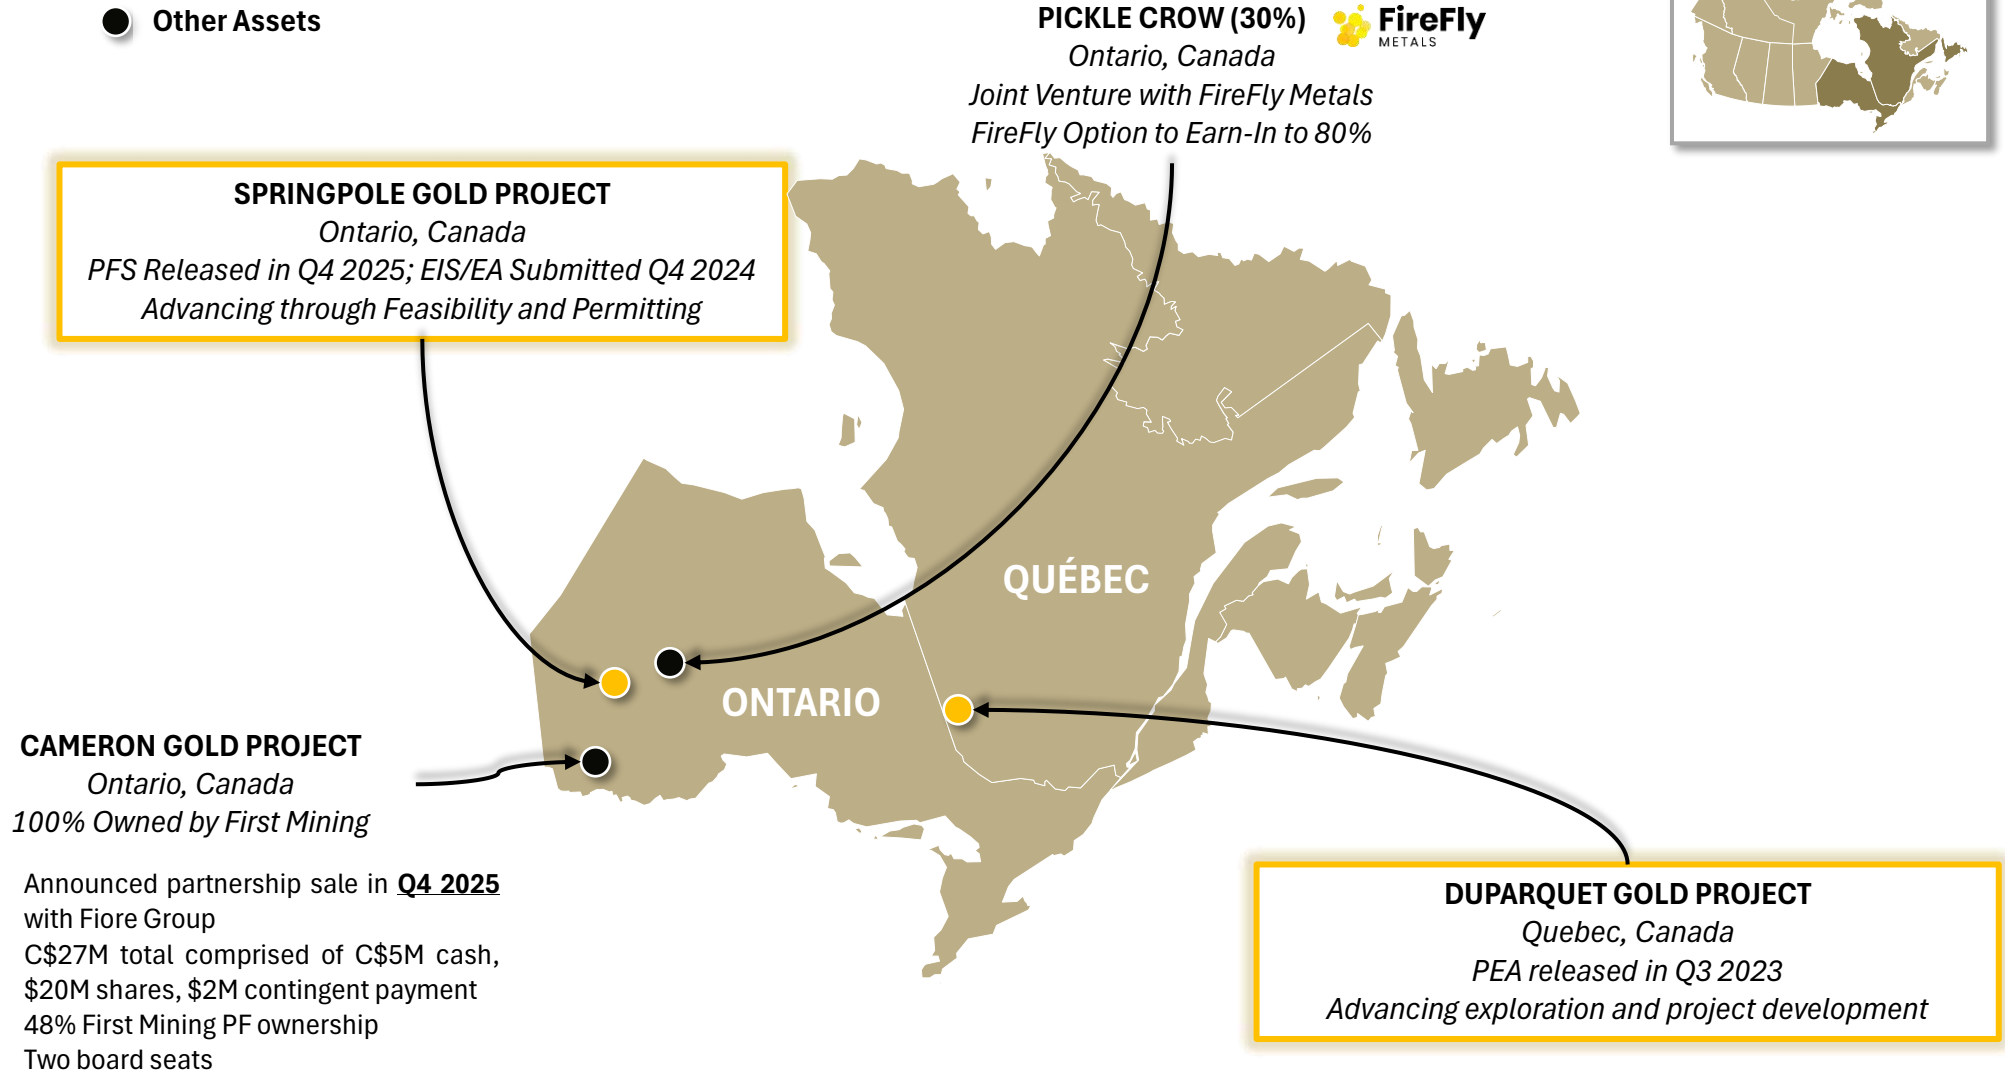 Other Assets
PICKLE CROW (30%)
FireFly
METALS
Ontario, Canada
Joint Venture with FireFly Metals
FireFly Option to Earn-In to 80%
SPRINGPOLE GOLD PROJECT
Ontario, Canada
PFS Released in Q4 2025; EIS/EA Submitted Q4 2024
Advancing through Feasibility and Permitting
QUÉBEC
ONTARIO
CAMERON GOLD PROJECT
Ontario, Canada
100% Owned by First Mining
Announced partnership sale in Q4 2025
with Fiore Group
C$27M total comprised of C$5M cash,
$20M shares, $2M contingent payment
48% First Mining PF ownership
Two board seats
DUPARQUET GOLD PROJECT
Quebec, Canada
PEA released in Q3 2023
Advancing exploration and project development